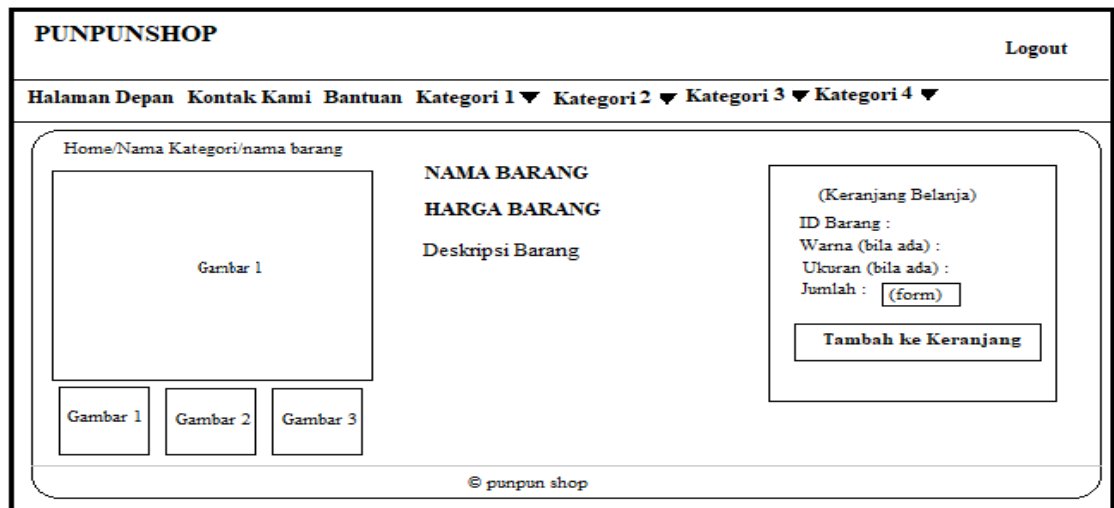 PUNPUNSHOP
Logout
Halaman Depan Kontak Kami Bantuan Kategori 1 Kategori 2 Kategori 3 Kategori 4
Home/Nama Kategori/nama barang
Gambar 1
Gambar 1 Gambar 2 Gambar 3
NAMA BARANG
HARGA BARANG
Deskripsi Barang
(Keranjang Belanja)
ID Barang :
Warna (bila ada) :
Ukuran (bila ada) :
Jumlah : (form)
Tambah ke Keranjang
© punpun shop